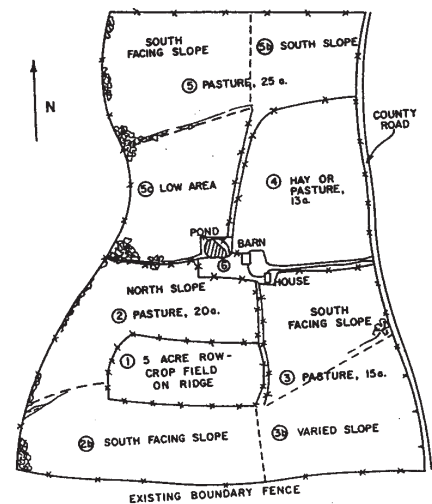 SOUTH
FACING SLOPE
5b SOUTH SLOPE
5 PASTURE, 25 a.
N
COUNTY
ROAD
4 HAY OR
PASTURE,
13a.
5c LOW AREA
POND
BARN
6
HOUSE
NORTH SLOPE
2 PASTURE, 20a.
SOUTH
FACING SLOPE
1 5 ACRE ROW-
CROP FIELD
ON RIDGE
3 PASTURE, 15a.
2b SOUTH FACING SLOPE
3b VARIED SLOPE
EXISTING BOUNDARY FENCE